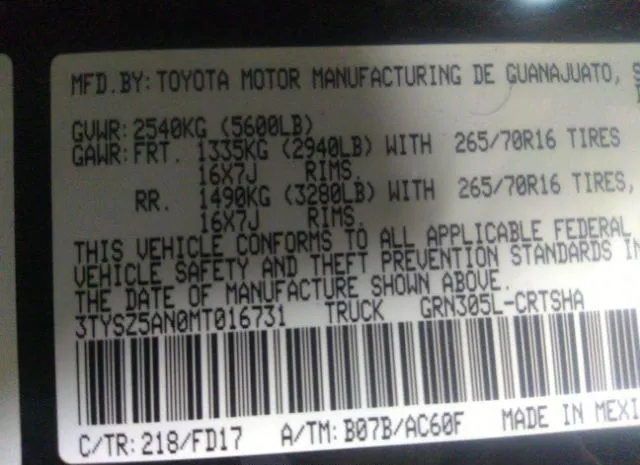 MFD.BY: TOYOTA MOTOR MANUFACTURING DE GUANAJUATO, S
GVWR: 2540KG (5600LB)
GAWR: FRT. 1335KG (2940LB) WITH 265/70R16 TIRES
16X7J RIMS.
RR. 1490KG (3280LB) WITH 265/70R16 TIRES,
16X7J RIMS.
THIS VEHICLE CONFORMS TO ALL APPLICABLE FEDERAL
VEHICLE SAFETY AND THEFT PREVENTION STANDARDS IN
THE DATE OF MANUFACTURE SHOWN ABOVE.
3TYSZ5AN0MT016731 TRUCK GRN305L-CRTSHA
C/TR: 218/FD17 A/TM: B07B/AC60F MADE IN MEXI